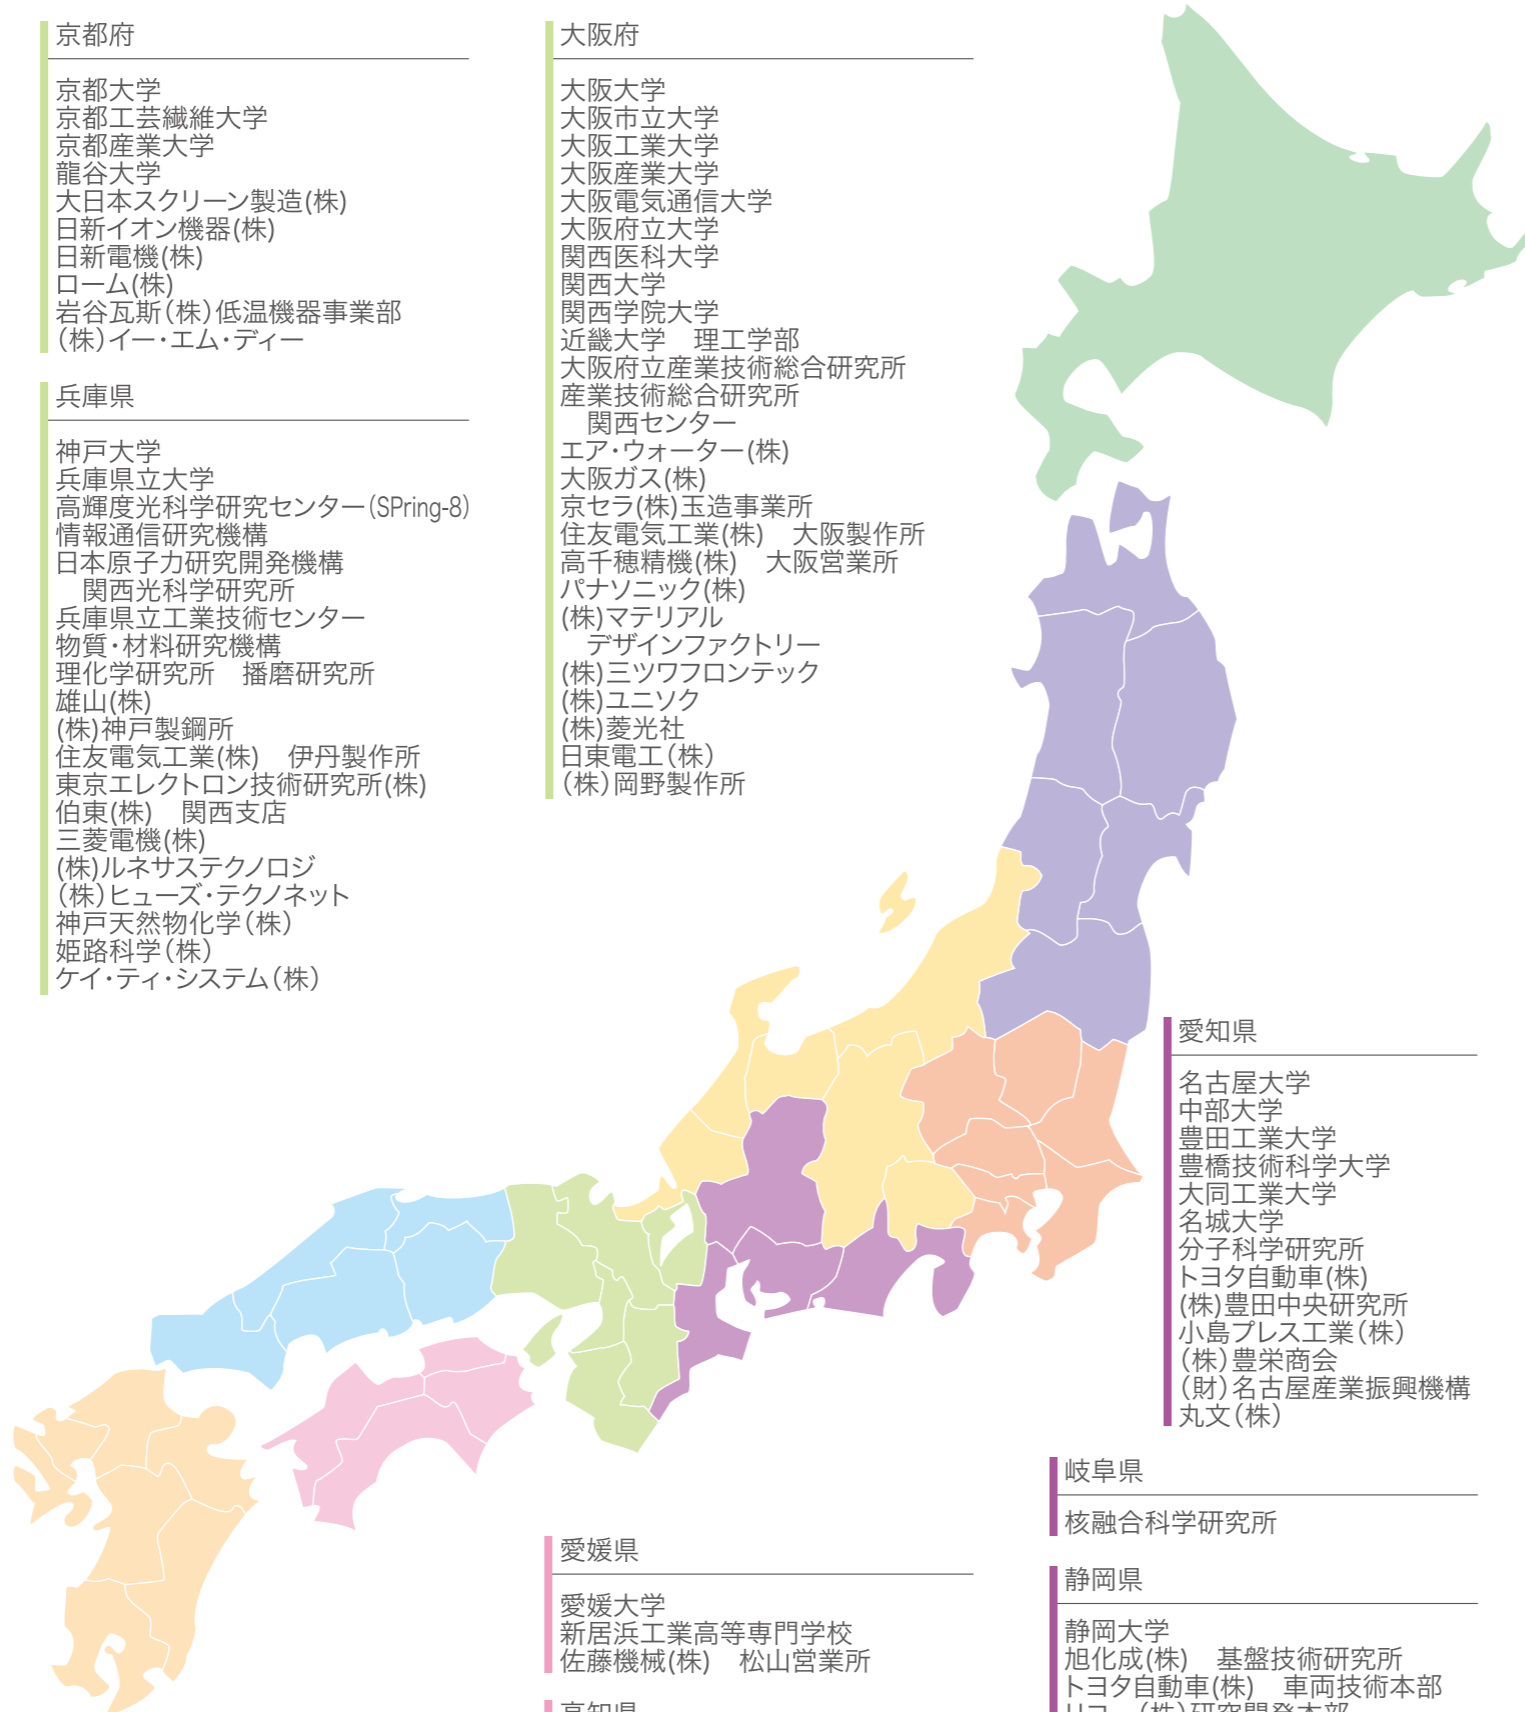 京都府
京都大学
京都工芸繊維大学
京都産業大学
龍谷大学
大日本スクリーン製造(株)
日新イオン機器(株)
日新電機(株)
ローム(株)
岩谷瓦斯(株)低温機器事業部
(株)イー・エム・ディー
兵庫県
神戸大学
兵庫県立大学
高輝度光科学研究センター(SPring-8)
情報通信研究機構
日本原子力研究開発機構
関西光科学研究所
兵庫県立工業技術センター
物質・材料研究機構
理化学研究所　播磨研究所
雄山(株)
(株)神戸製鋼所
住友電気工業(株)　伊丹製作所
東京エレクトロン技術研究所(株)
伯東(株)　関西支店
三菱電機(株)
(株)ルネサステクノロジ
(株)ヒューズ・テクノネット
神戸天然物化学(株)
姫路科学(株)
ケイ・ティ・システム(株)
大阪府
大阪大学
大阪市立大学
大阪工業大学
大阪産業大学
大阪電気通信大学
大阪府立大学
関西医科大学
関西大学
関西学院大学
近畿大学　理工学部
大阪府立産業技術総合研究所
産業技術総合研究所
関西センター
エア・ウォーター(株)
大阪ガス(株)
京セラ(株)玉造事業所
住友電気工業(株)　大阪製作所
高千穂精機(株)　大阪営業所
パナソニック(株)
(株)マテリアル
デザインファクトリー
(株)三ツワフロンテック
(株)ユニソク
(株)菱光社
日東電工(株)
(株)岡野製作所
愛知県
名古屋大学
中部大学
豊田工業大学
豊橋技術科学大学
大同工業大学
名城大学
分子科学研究所
トヨタ自動車(株)
(株)豊田中央研究所
小島プレス工業(株)
(株)豊栄商会
(財)名古屋産業振興機構
丸文(株)
岐阜県
核融合科学研究所
愛媛県
愛媛大学
新居浜工業高等専門学校
佐藤機械(株)　松山営業所
高知県
静岡県
静岡大学
旭化成(株)　基盤技術研究所
トヨタ自動車(株)　車両技術本部
リコー(株)研究開発本部